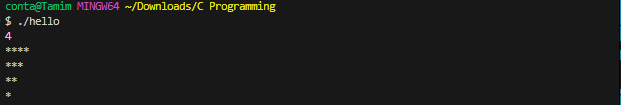 conta@Tamim MINGW64 ~/Downloads/C Programming
$ ./hello
4
****
***
**
*